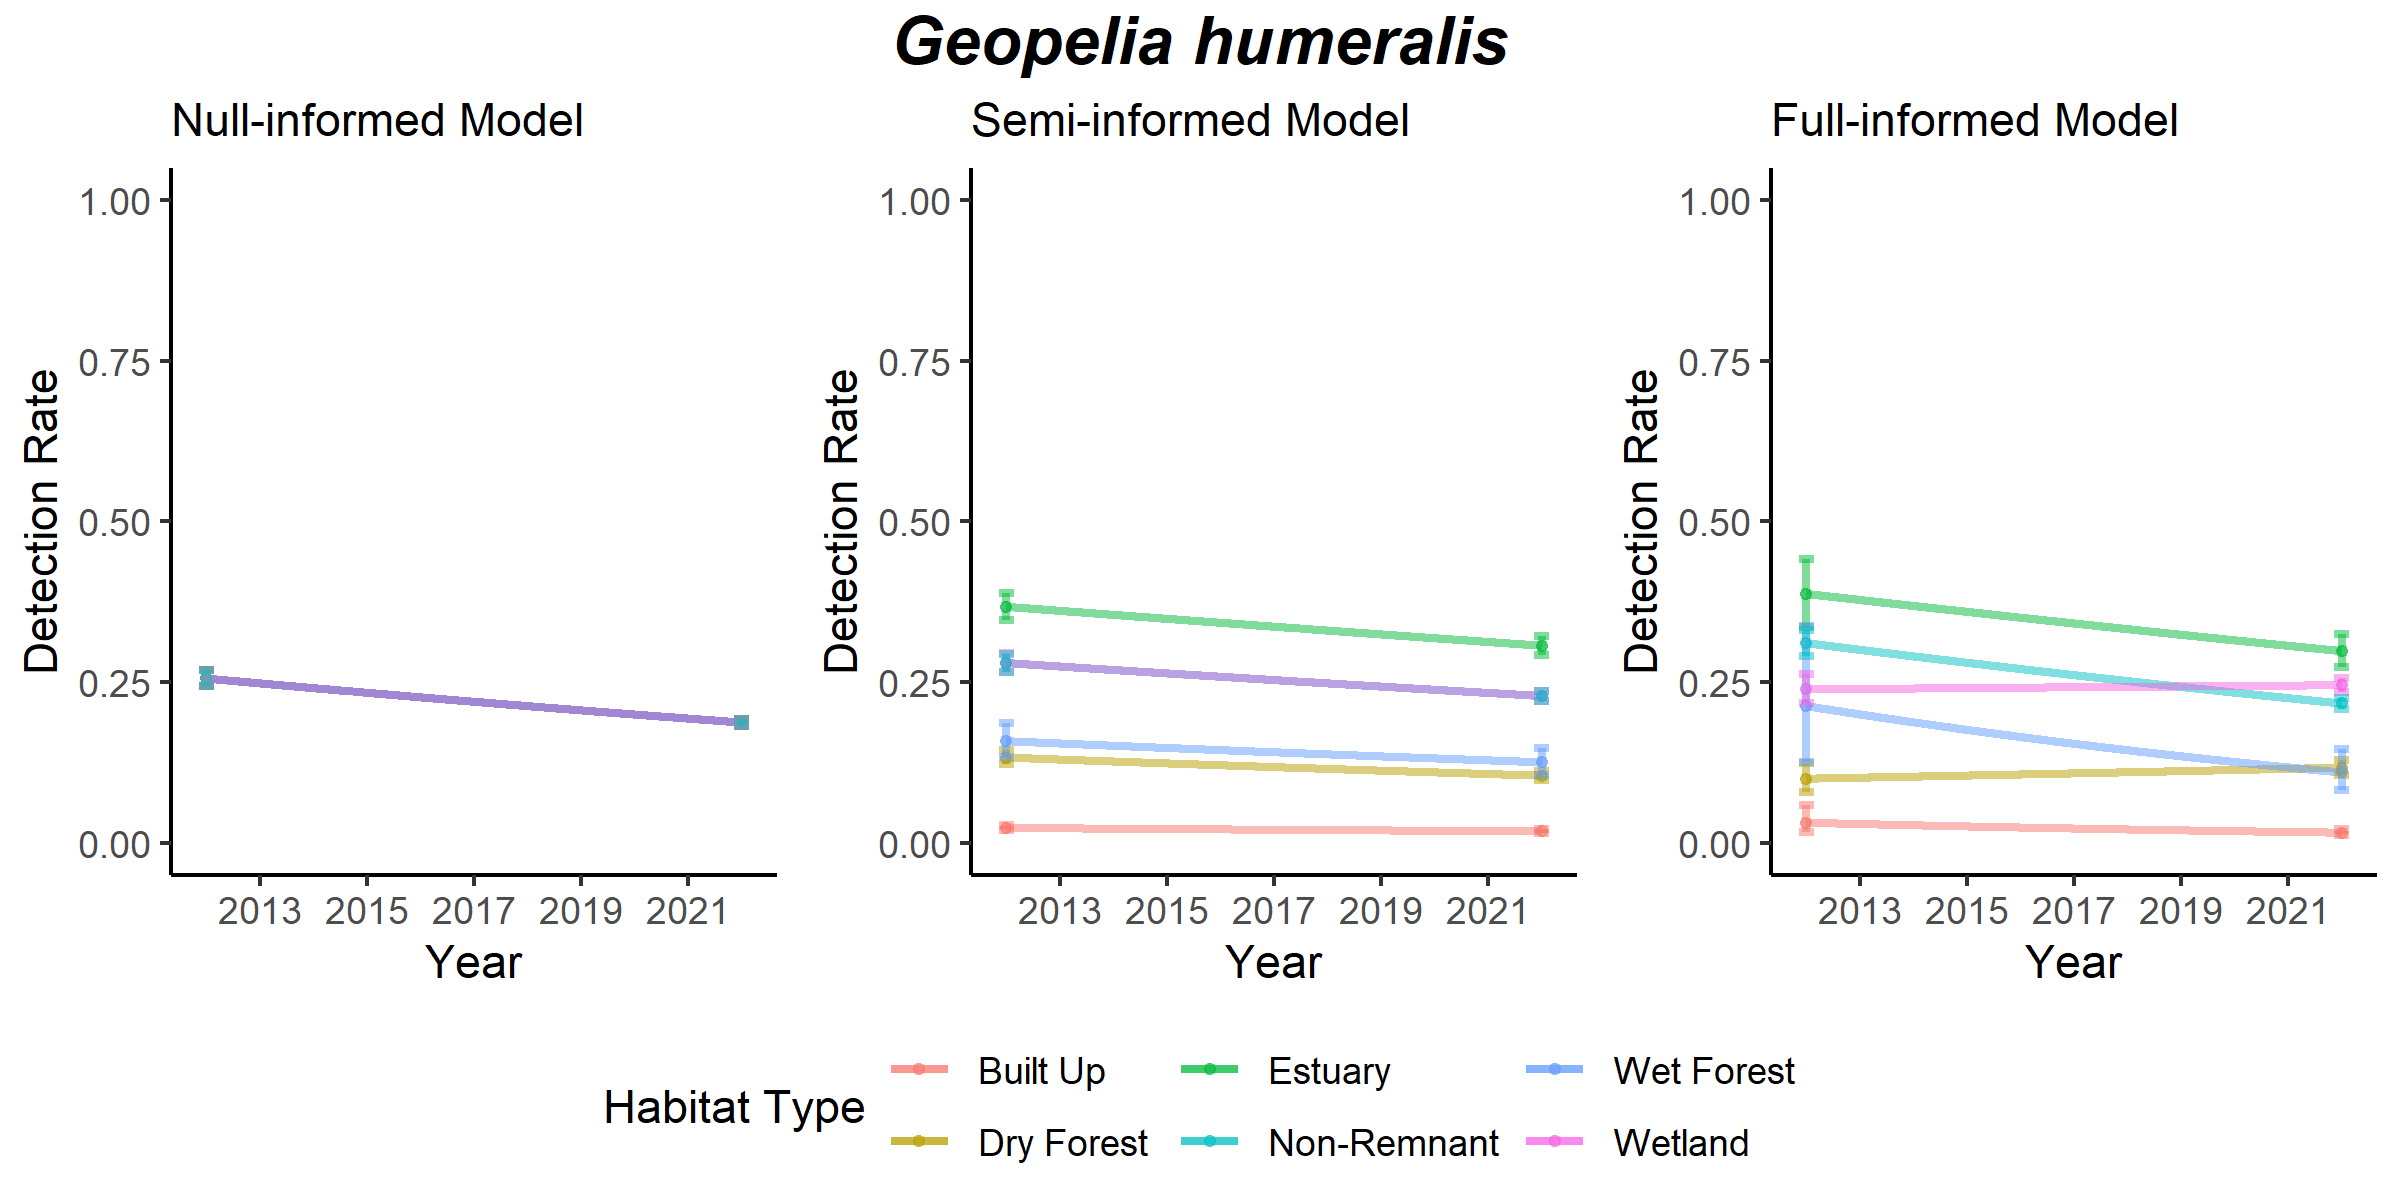 Geopelia humeralis
Null-informed Model
Semi-informed Model
Full-informed Model
Detection Rate
1.00
0.75
0.50
0.25
0.00
2013 2015 2017 2019 2021
Year
Detection Rate
1.00
0.75
0.50
0.25
0.00
2013 2015 2017 2019 2021
Year
Detection Rate
1.00
0.75
0.50
0.25
0.00
2013 2015 2017 2019 2021
Year
Habitat Type
Built Up Estuary Wet Forest
Dry Forest Non-Remnant Wetland